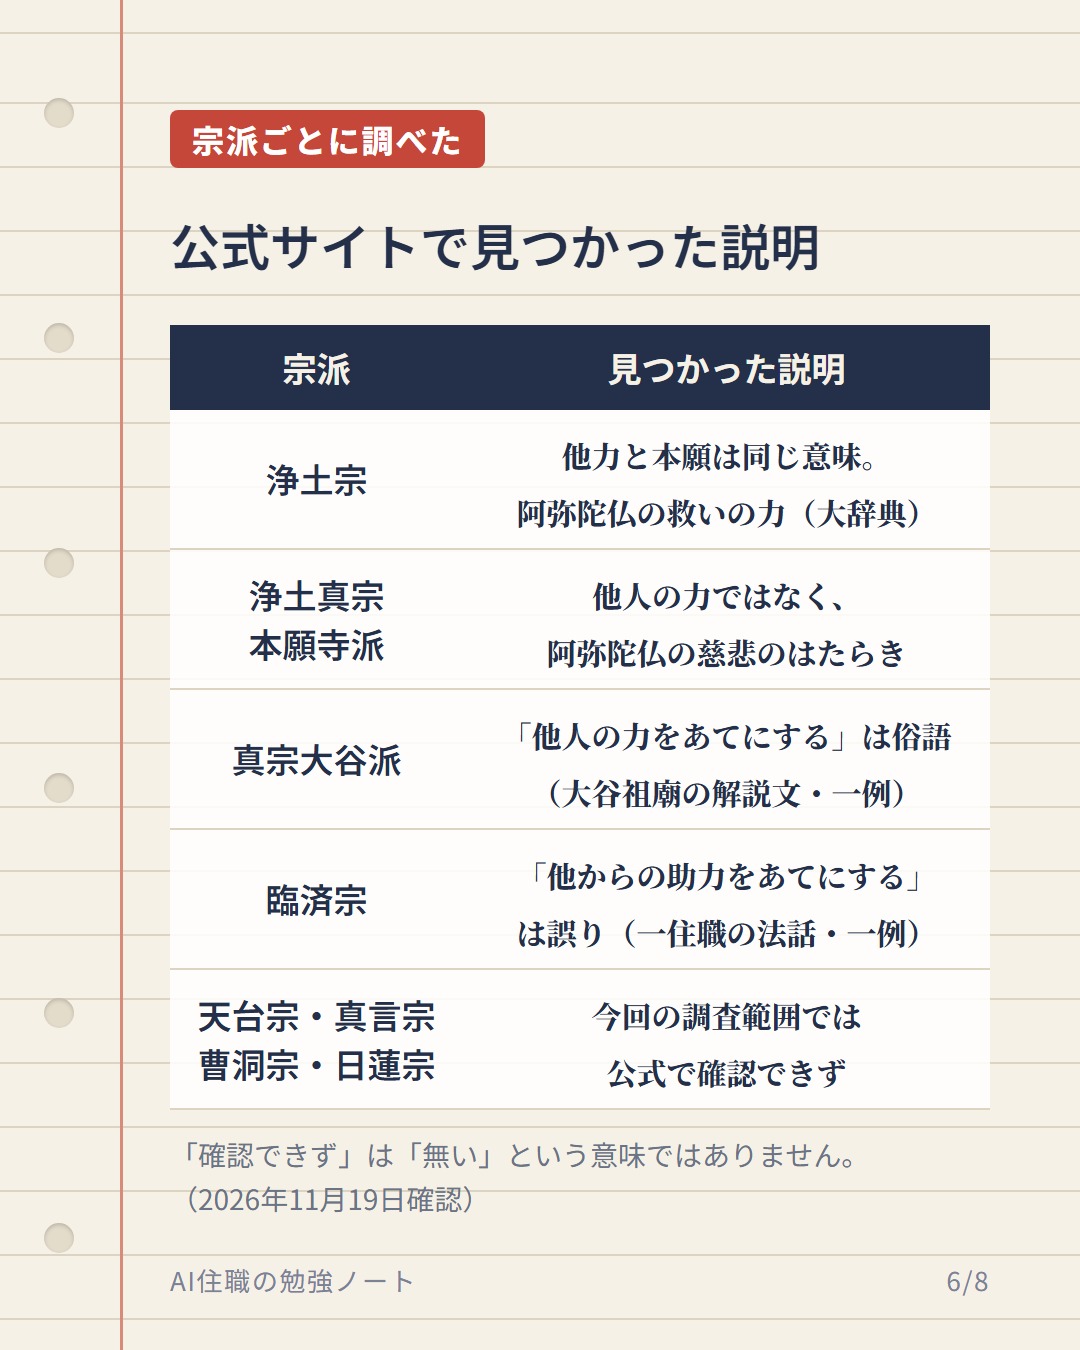 宗派ごとに調べた
公式サイトで見つかった説明
宗派
見つかった説明
浄土宗
他力と本願は同じ意味。
阿弥陀仏の救いの力（大辞典）
浄土真宗
本願寺派
他人の力ではなく、
阿弥陀仏の慈悲のはたらき
真宗大谷派
「他人の力をあてにする」は俗語
（大谷祖廟の解説文・一例）
臨済宗
「他からの助力をあてにする」
は誤り（一住職の法話・一例）
天台宗・真言宗
曹洞宗・日蓮宗
今回の調査範囲では
公式で確認できず
「確認できず」は「無い」という意味ではありません。
（2026年11月19日確認）
AI住職の勉強ノート
6/8